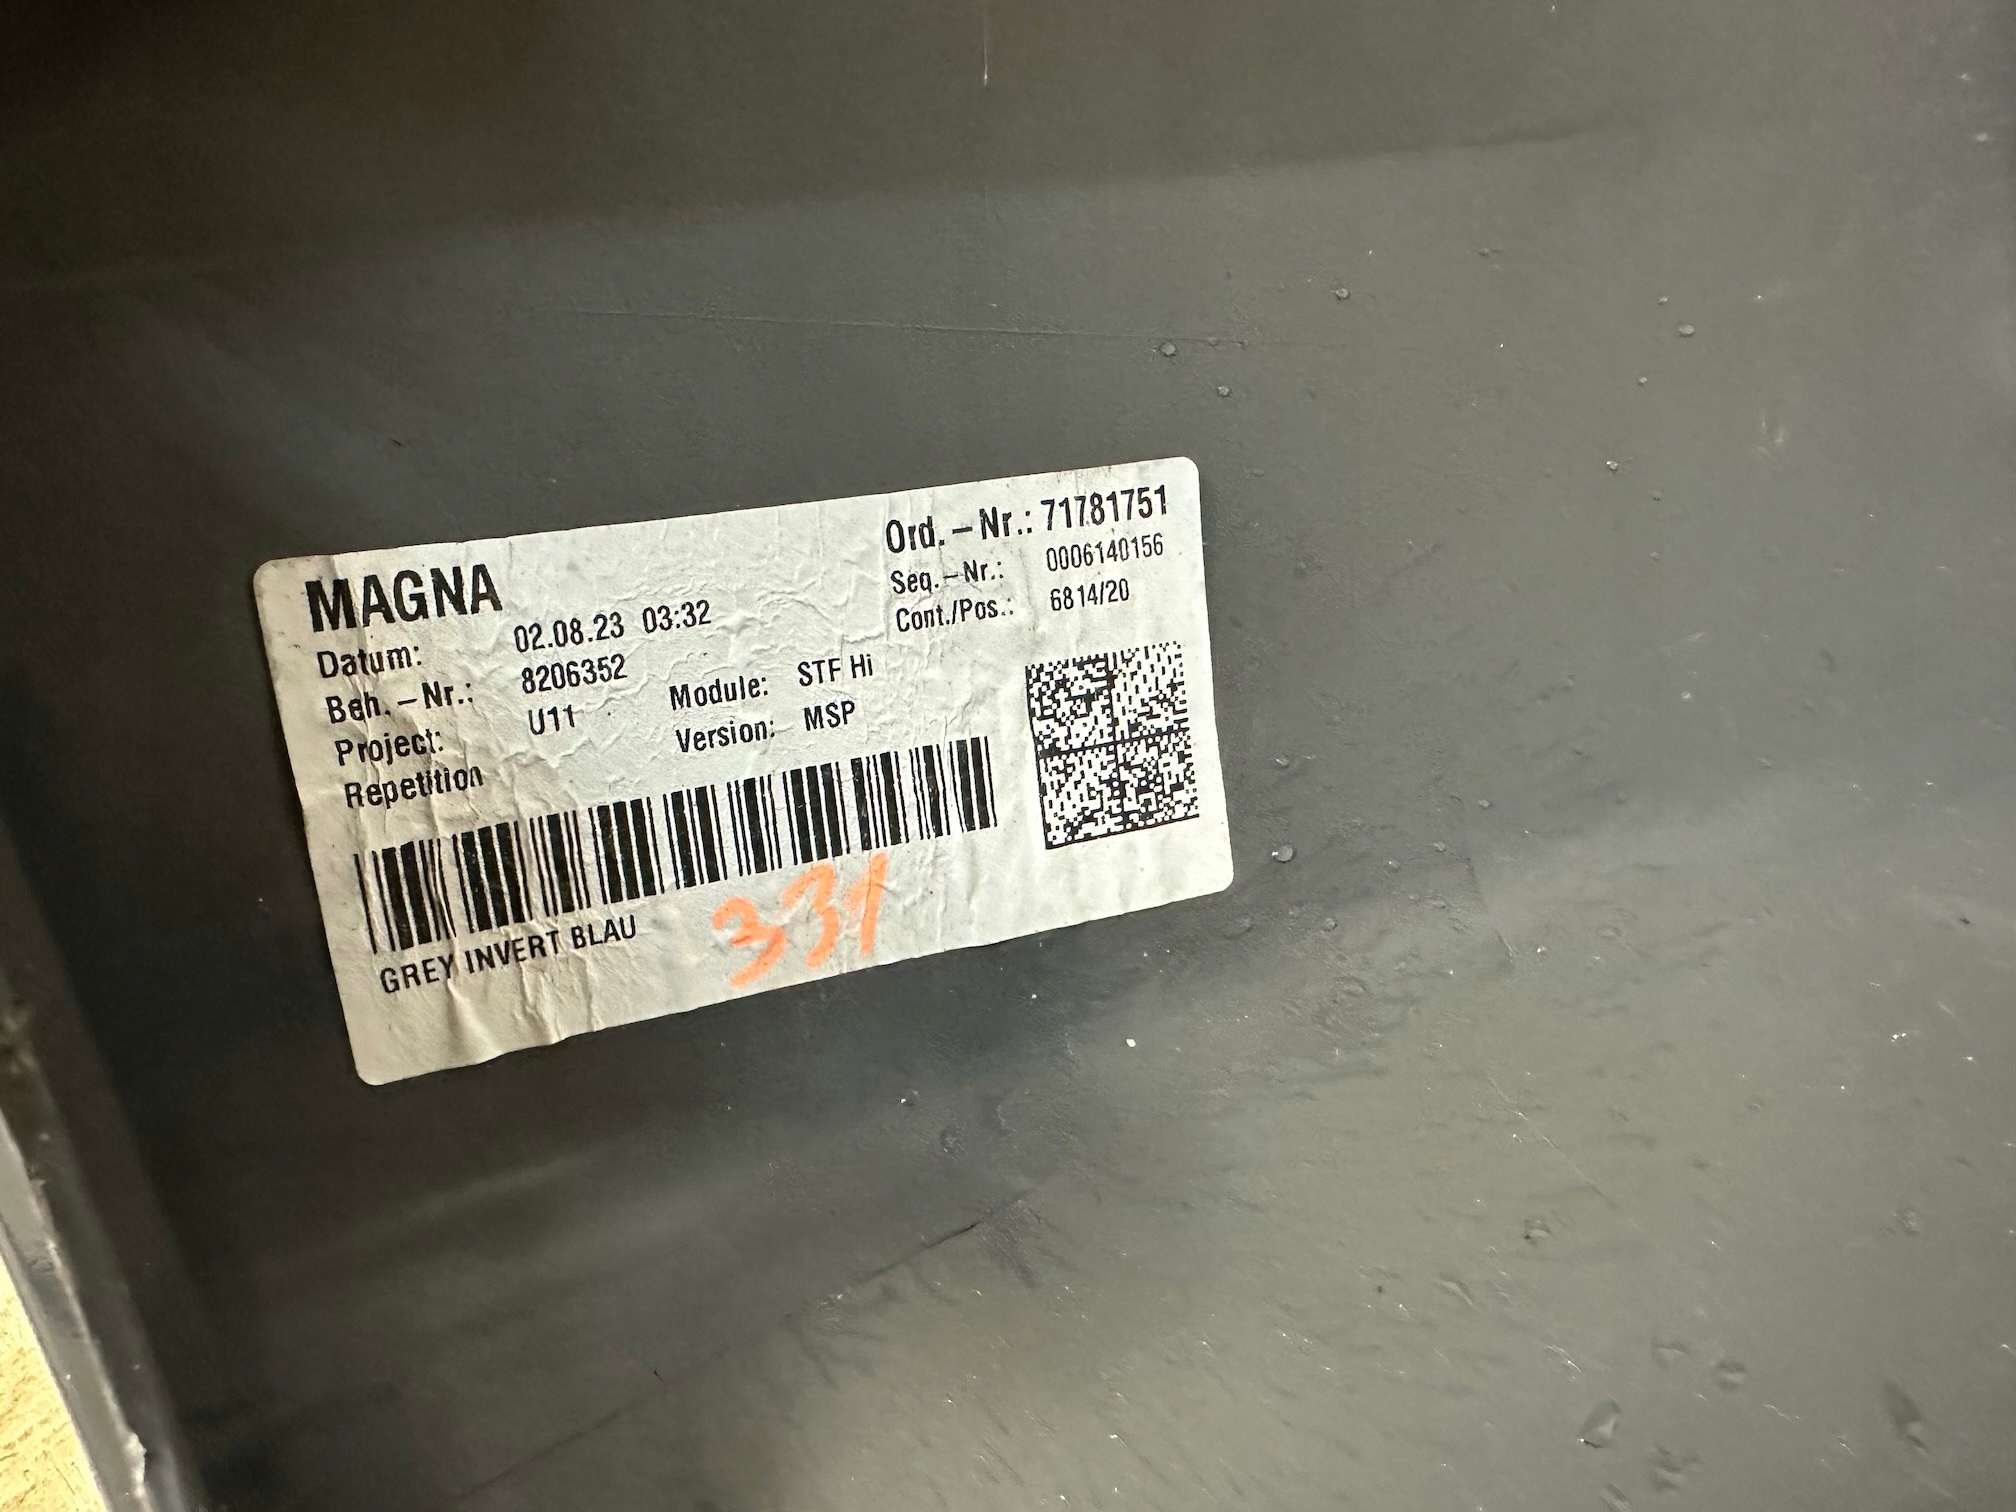 MAGNA
Ord.-Nr.: 71781751
Seq.-Nr.: 0006140156
Cont./Pos.: 6814/20
Datum: 02.08.23 03:32
Beh.-Nr.: 8206352
Project: U11 Module: STF Hi
Repetition Version: MSP
GREY INVERT BLAU
331